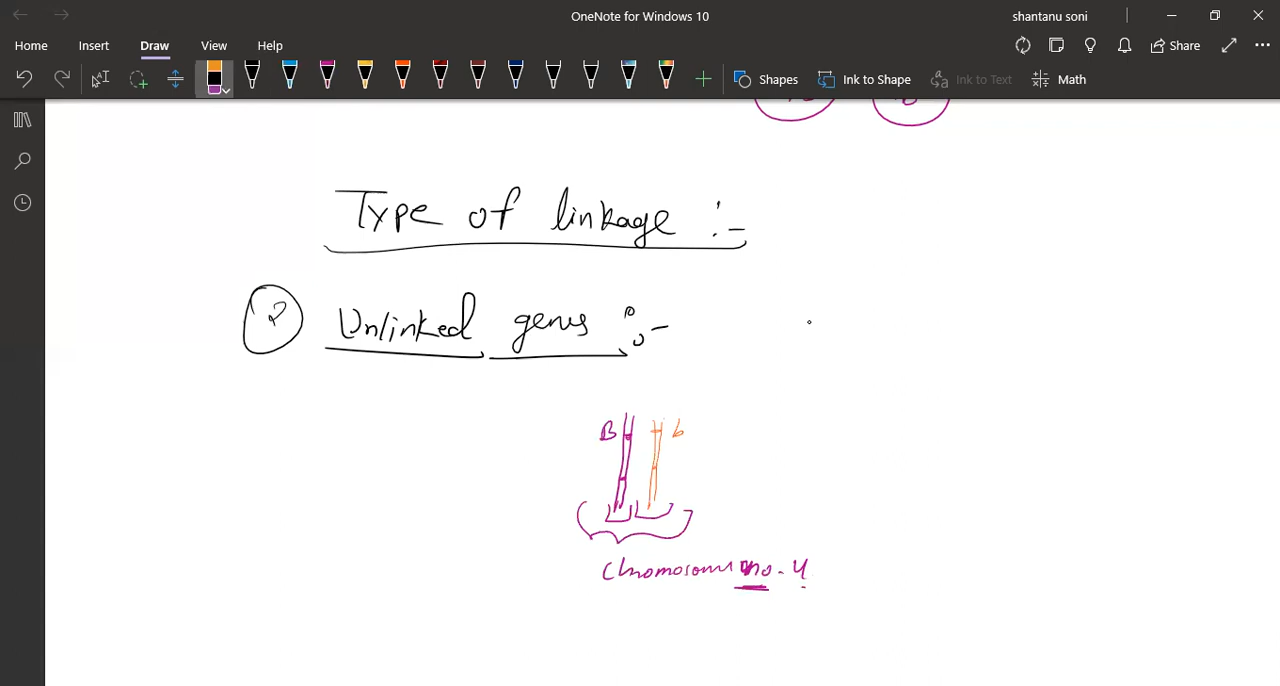 OneNote for Windows 10
shantanu soni
Home Insert Draw View Help
Share
Shapes Ink to Shape Ink to Text Math
Type of linkage :-
Unlinked genes :-
B b
Chromosome no. 4